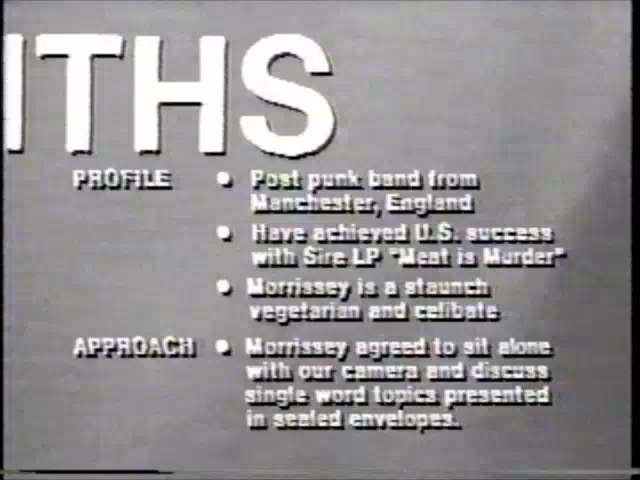 ITHS
PROFILE • Post punk band from
Manchester, England
• Have achieved U.S. success
with Sire LP "Meat is Murder"
• Morrissey is a staunch
vegetarian and celibate
APPROACH • Morrissey agreed to sit alone
with our camera and discuss
single word topics presented
in sealed envelopes.